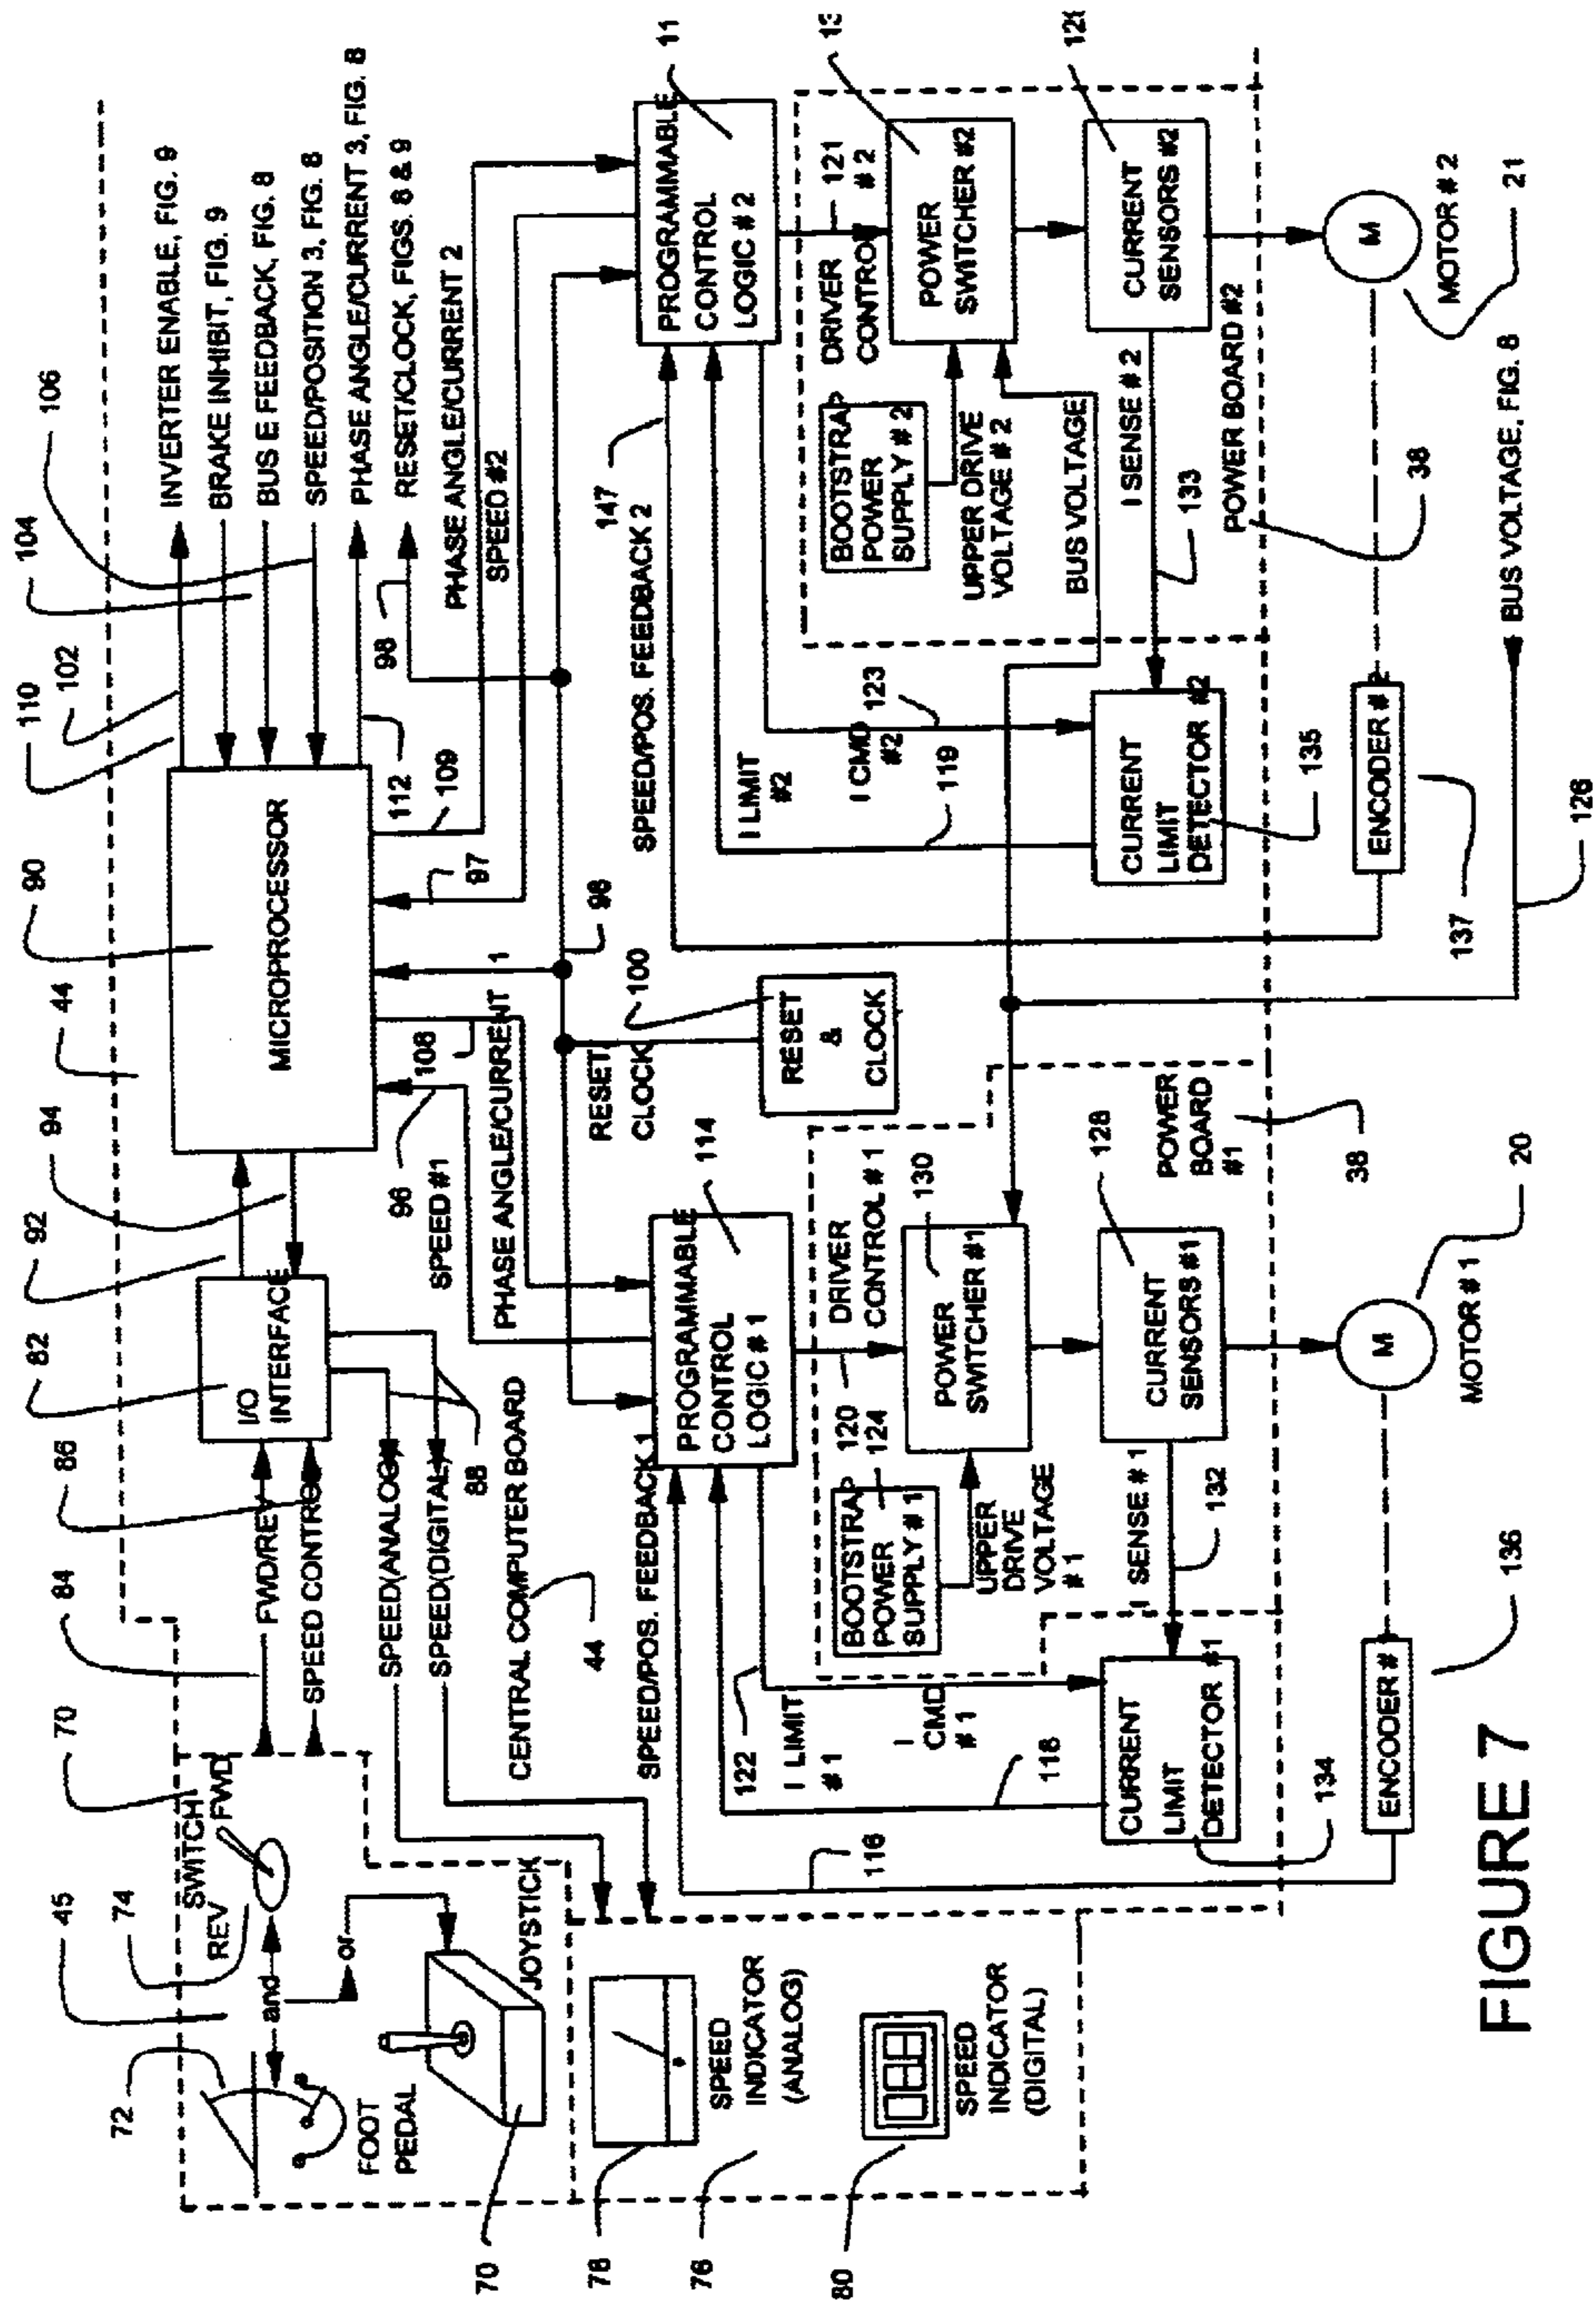 45
74
70
84
86
82
92
94
44
90
110
102
104
106
72
SWITCH
REV
FWD
and
or
FOOT
PEDAL
JOYSTICK
70
FWD/REV
SPEED CONTRO
I/O
INTERFACE
MICROPROCESSOR
INVERTER ENABLE, FIG. 9
BRAKE INHIBIT, FIG. 9
BUS E FEEDBACK, FIG. 8
SPEED/POSITION 3, FIG. 8
PHASE ANGLE/CURRENT 3, FIG. 8
RESET/CLOCK, FIGS. 8 & 9
SPEED(ANALOG)
SPEED(DIGITAL)
88
CENTRAL COMPUTER BOARD
44
96
SPEED #1
108
PHASE ANGLE/CURRENT 1
97
109
112
98
PHASE ANGLE/CURRENT 2
SPEED #2
RESET/
CLOCK
98
100
RESET
&
CLOCK
78
SPEED
INDICATOR
(ANALOG)
76
80
SPEED
INDICATOR
(DIGITAL)
SPEED/POS. FEEDBACK 1
PROGRAMMABLE
CONTROL
LOGIC # 1
114
SPEED/POS. FEEDBACK 2
147
PROGRAMMABLE
CONTROL
LOGIC # 2
11
122
I LIMIT
#1
I
CMD
# 1
118
116
120
DRIVER
CONTROL # 1
BOOTSTRAP
POWER
SUPPLY # 1
124
UPPER
DRIVE
VOLTAGE
# 1
POWER
SWITCHER #1
130
CURRENT
SENSORS #1
128
I SENSE # 1
132
POWER
BOARD
#1
38
CURRENT
LIMIT
DETECTOR #1
134
I LIMIT
#2
I CMD
#2
123
119
DRIVER
CONTROL
121
# 2
BOOTSTRAP
POWER
SUPPLY # 2
UPPER DRIVE
VOLTAGE # 2
BUS VOLTAGE
POWER
SWITCHER #2
13
CURRENT
SENSORS #2
12
I SENSE # 2
133
POWER BOARD #2
38
CURRENT
LIMIT
DETECTOR #2
135
ENCODER #
136
M
MOTOR # 1
20
ENCODER # 2
137
M
MOTOR # 2
21
BUS VOLTAGE, FIG. 8
126
FIGURE 7